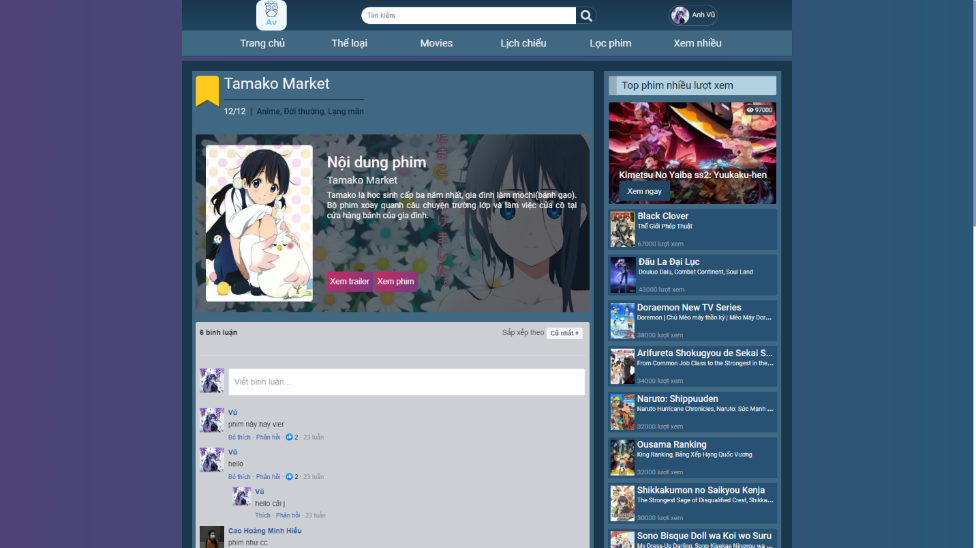 Av
Tìm kiếm
Anh Vũ
Trang chủ
Thể loại
Movies
Lịch chiếu
Lọc phim
Xem nhiều
Tamako Market
12/12 | Anime, Đời thường, Lạng mãn
Nội dung phim
Tamako Market
Tamako là học sinh cấp ba năm nhất, gia đình làm mochi(bánh gạo).
Bộ phim xoay quanh câu chuyện trường lớp và làm việc của cô tại
cửa hàng bánh của gia đình.
Xem trailer
Xem phim
6 bình luận
Sắp xếp theo
Cũ nhất
Viết bình luận...
Vũ
phim này hay vler
Bỏ thích · Phản hồi · 2 · 23 tuần
Vũ
hello
Bỏ thích · Phản hồi · 2 · 23 tuần
Vũ
hello cái j
Thích · Phản hồi · 23 tuần
Cao Hoàng Minh Hiếu
phim như cc
Top phim nhiều lượt xem
97000
Kimetsu No Yaiba ss2: Yuukaku-hen
Xem ngay
Black Clover
Thế Giới Phép Thuật
67000 lượt xem
Đấu La Đại Lục
Douluo Dalu, Combat Continent, Soul Land
Doraemon New TV Series
Doremon | Chú Mèo máy thần kỳ | Mèo Máy Dor...
38000 lượt xem
Arifureta Shokugyou de Sekai S...
From Common Job Class to the Strongest in the...
34000 lượt xem
Naruto: Shippuuden
Naruto Hurricane Chronicles, Naruto: Sức Mạnh ...
32000 lượt xem
Ousama Ranking
King Ranking, Bảng Xếp Hạng Quốc Vương
32000 lượt xem
Shikkakumon no Saikyou Kenja
The Strongest Sage of Disqualified Crest, Shikka...
30000 lượt xem
Sono Bisque Doll wa Koi wo Suru
My Dress-Up Darling, Sono Kisekae Ningyou wa ...